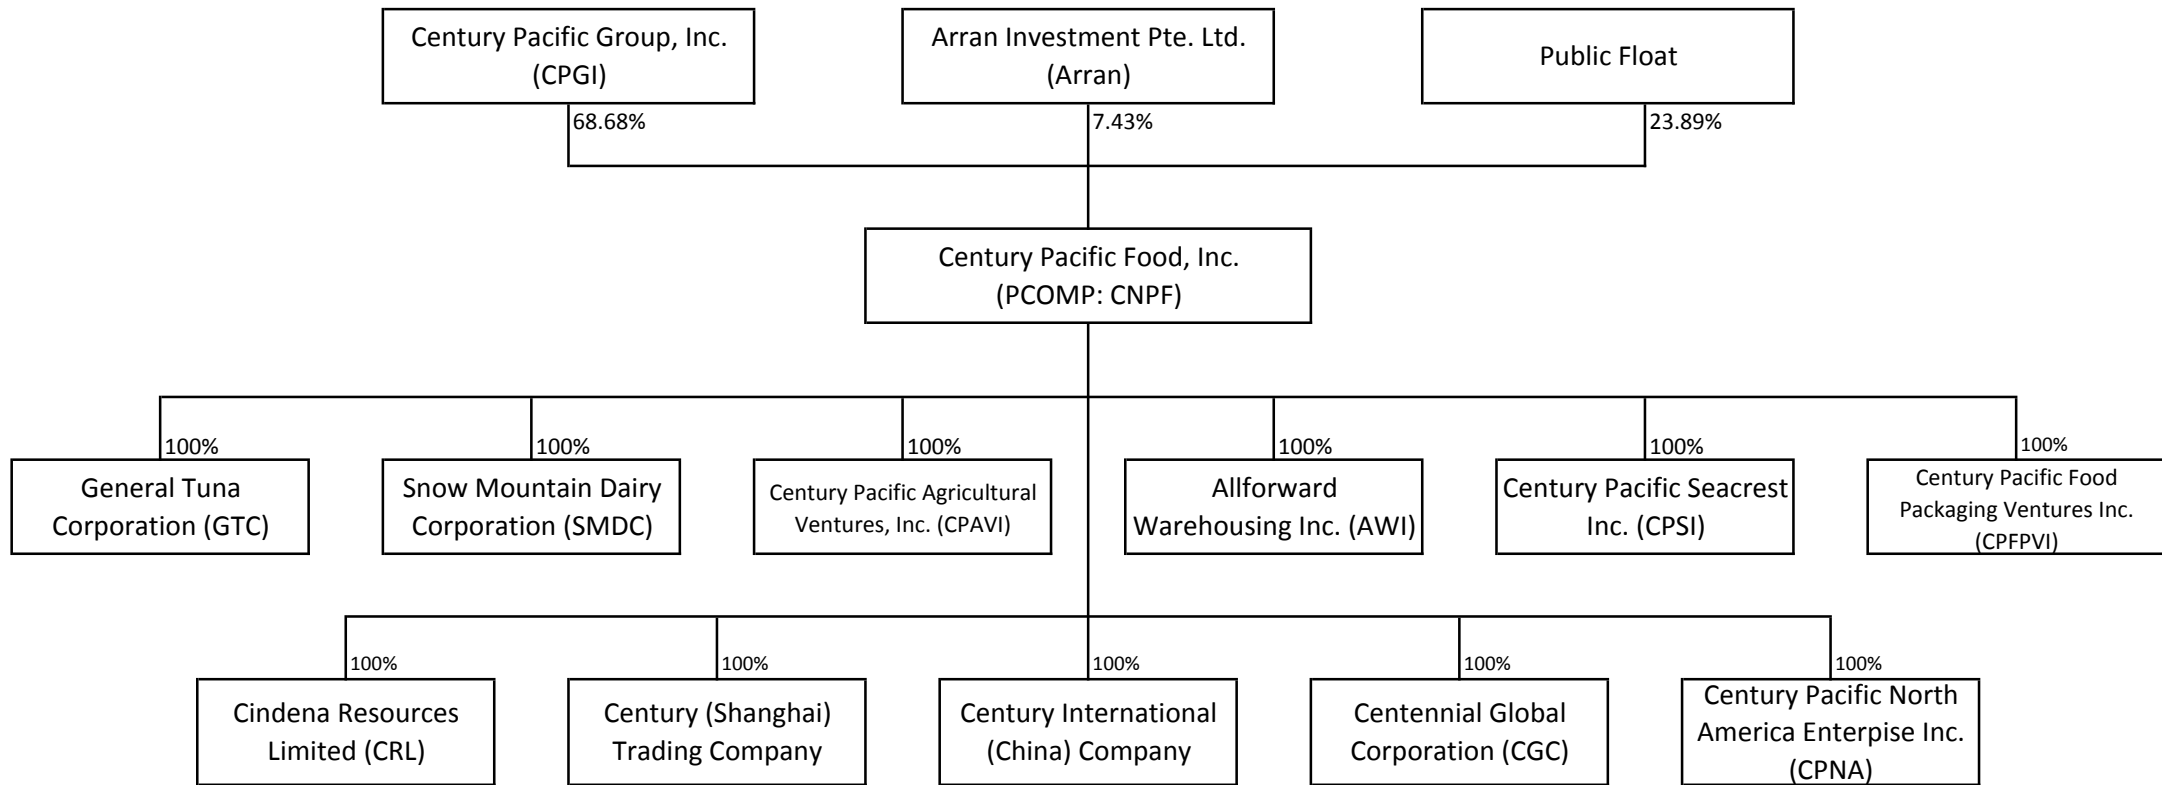 Century Pacific Group, Inc.
(CPGI)
Arran Investment Pte. Ltd.
(Arran)
Public Float
68.68%
7.43%
23.89%
Century Pacific Food, Inc.
(PCOMP: CNPF)
100%
100%
100%
100%
100%
100%
General Tuna
Corporation (GTC)
Snow Mountain Dairy
Corporation (SMDC)
Century Pacific Agricultural
Ventures, Inc. (CPAVI)
Allforward
Warehousing Inc. (AWI)
Century Pacific Seacrest
Inc. (CPSI)
Century Pacific Food
Packaging Ventures Inc.
(CPFPVI)
100%
100%
100%
100%
100%
Cindena Resources
Limited (CRL)
Century (Shanghai)
Trading Company
Century International
(China) Company
Centennial Global
Corporation (CGC)
Century Pacific North
America Enterpise Inc.
(CPNA)